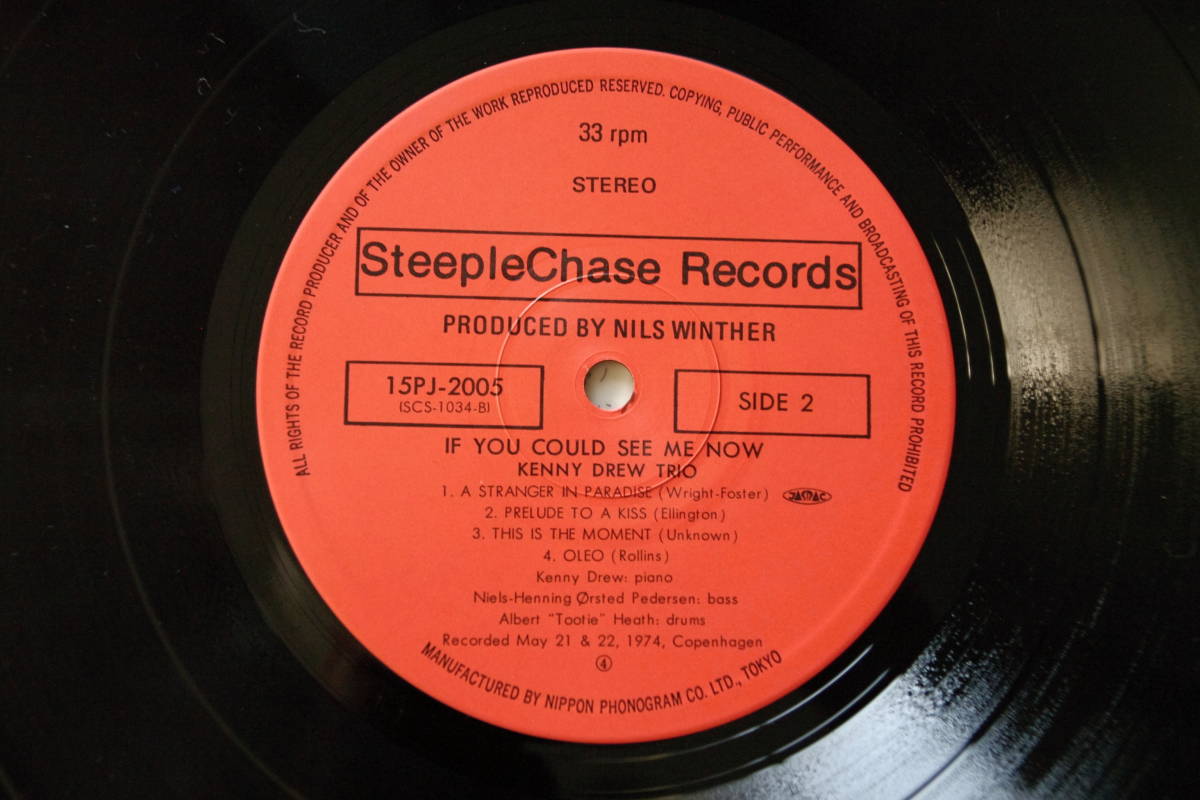 ALL RIGHTS OF THE RECORD PRODUCER AND OF THE OWNER OF THE WORK REPRODUCED RESERVED. COPYING, PUBLIC PERFORMANCE AND BROADCASTING OF THIS RECORD PROHIBITED
33 rpm
STEREO
SteepleChase Records
PRODUCED BY NILS WINTHER
15PJ-2005
(SCS-1034-B)
SIDE 2
IF YOU COULD SEE ME NOW
KENNY DREW TRIO
1. A STRANGER IN PARADISE (Wright-Foster) JASRAC
2. PRELUDE TO A KISS (Ellington)
3. THIS IS THE MOMENT (Unknown)
4. OLEO (Rollins)
Kenny Drew: piano
Niels-Henning Ørsted Pedersen: bass
Albert "Tootie" Heath: drums
Recorded May 21 & 22, 1974, Copenhagen
④
MANUFACTURED BY NIPPON PHONOGRAM CO. LTD., TOKYO